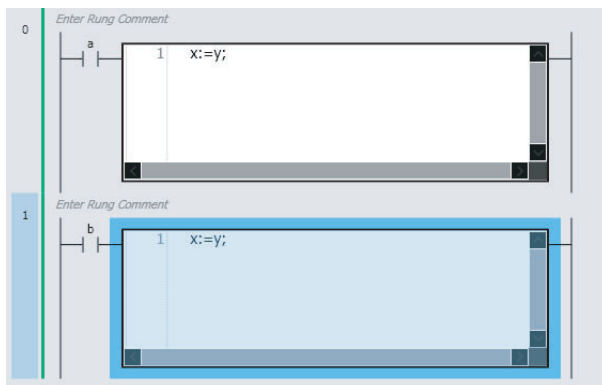 0
Enter Rung Comment
a
1 x:=y;
1
Enter Rung Comment
b
1 x:=y;